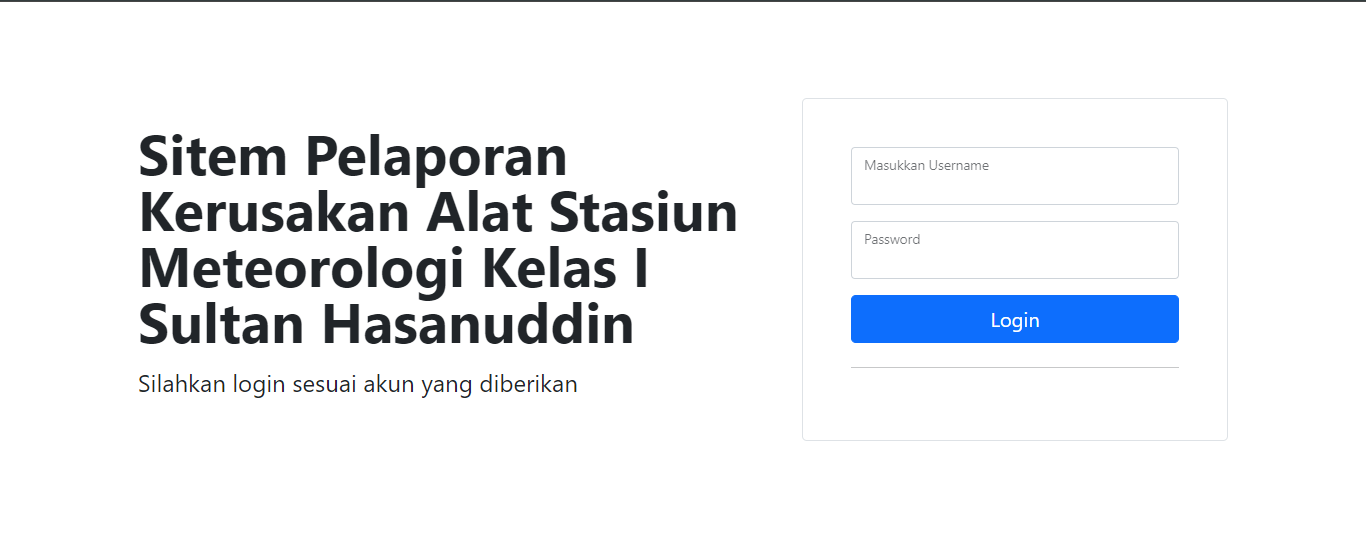 Sitem Pelaporan
Kerusakan Alat Stasiun
Meteorologi Kelas I
Sultan Hasanuddin
Silahkan login sesuai akun yang diberikan
Masukkan Username
Password
Login